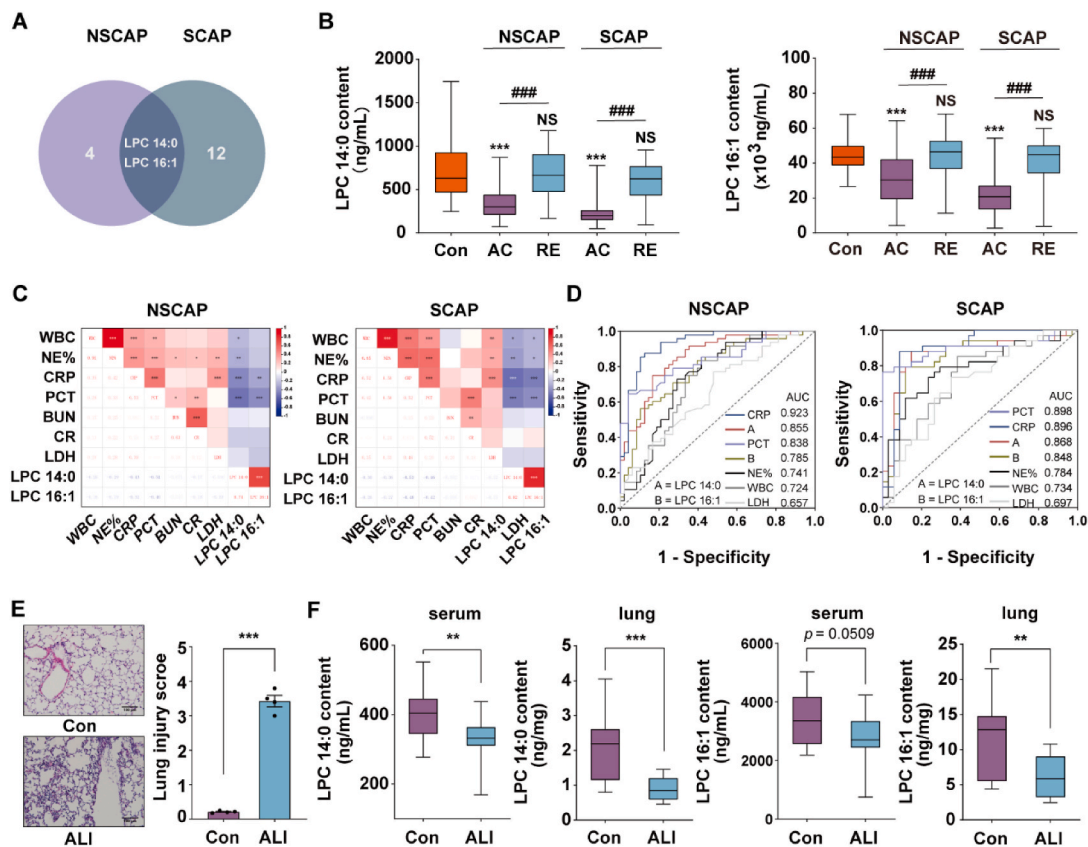 A
NSCAP SCAP
4
LPC 14:0
LPC 16:1
12
B
NSCAP SCAP
LPC 14:0 content
(ng/mL)
2000
1500
1000
500
0
*** ### NS *** ### NS
Con AC RE AC RE
NSCAP SCAP
LPC 16:1 content
(x10³ ng/mL)
100
80
60
40
20
0
*** ### NS *** ### NS
Con AC RE AC RE
C
NSCAP
WBC
NE%
CRP
PCT
BUN
CR
LDH
LPC 14:0
LPC 16:1
WBC NE% CRP PCT BUN CR LDH LPC 14:0 LPC 16:1
SCAP
WBC NE% CRP PCT BUN CR LPC 14:0 LDH LPC 16:1
D
NSCAP
Sensitivity
1.0
0.8
0.6
0.4
0.2
0.0
AUC
CRP 0.923
A 0.855
PCT 0.838
B 0.785
NE% 0.741
WBC 0.724
LDH 0.657
A = LPC 14:0
B = LPC 16:1
0.0 0.2 0.4 0.6 0.8 1.0
1 - Specificity
SCAP
Sensitivity
1.0
0.8
0.6
0.4
0.2
0.0
AUC
PCT 0.898
CRP 0.896
A 0.868
B 0.848
NE% 0.784
WBC 0.734
LDH 0.697
A = LPC 14:0
B = LPC 16:1
0.0 0.2 0.4 0.6 0.8 1.0
1 - Specificity
E
Con
ALI
Lung injury scroe
5
4
3
2
1
0
***
Con ALI
F
serum
LPC 14:0 content
(ng/mL)
600
400
200
**
Con ALI
lung
LPC 14:0 content
(ng/mg)
5
4
3
2
1
0
***
Con ALI
serum
LPC 16:1 content
(ng/mL)
6000
4000
2000
0
p = 0.0509
Con ALI
lung
LPC 16:1 content
(ng/mg)
25
20
15
10
5
0
**
Con ALI